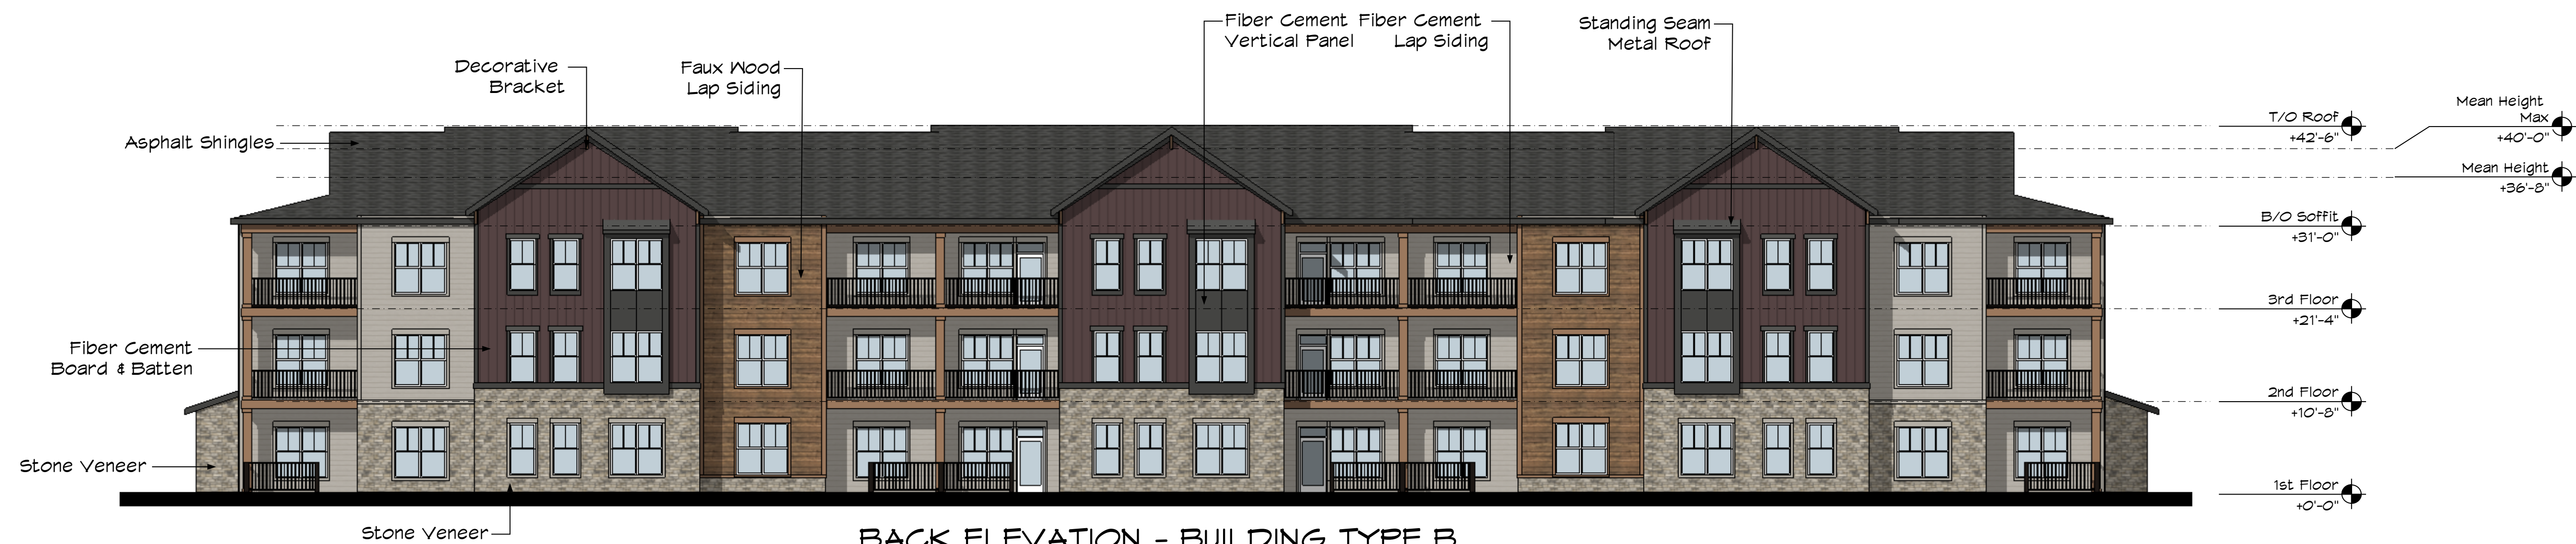 Fiber Cement
Vertical Panel
Fiber Cement
Lap Siding
Standing Seam
Metal Roof
Decorative
Bracket
Faux Wood
Lap Siding
Asphalt Shingles
T/O Roof
+42'-6"
Mean Height
Max
+40'-0"
Mean Height
+36'-8"
B/O Soffit
+31'-0"
3rd Floor
+21'-4"
Fiber Cement
Board & Batten
2nd Floor
+10'-8"
Stone Veneer
1st Floor
+0'-0"
Stone Veneer
BACK ELEVATION - BUILDING TYPE B